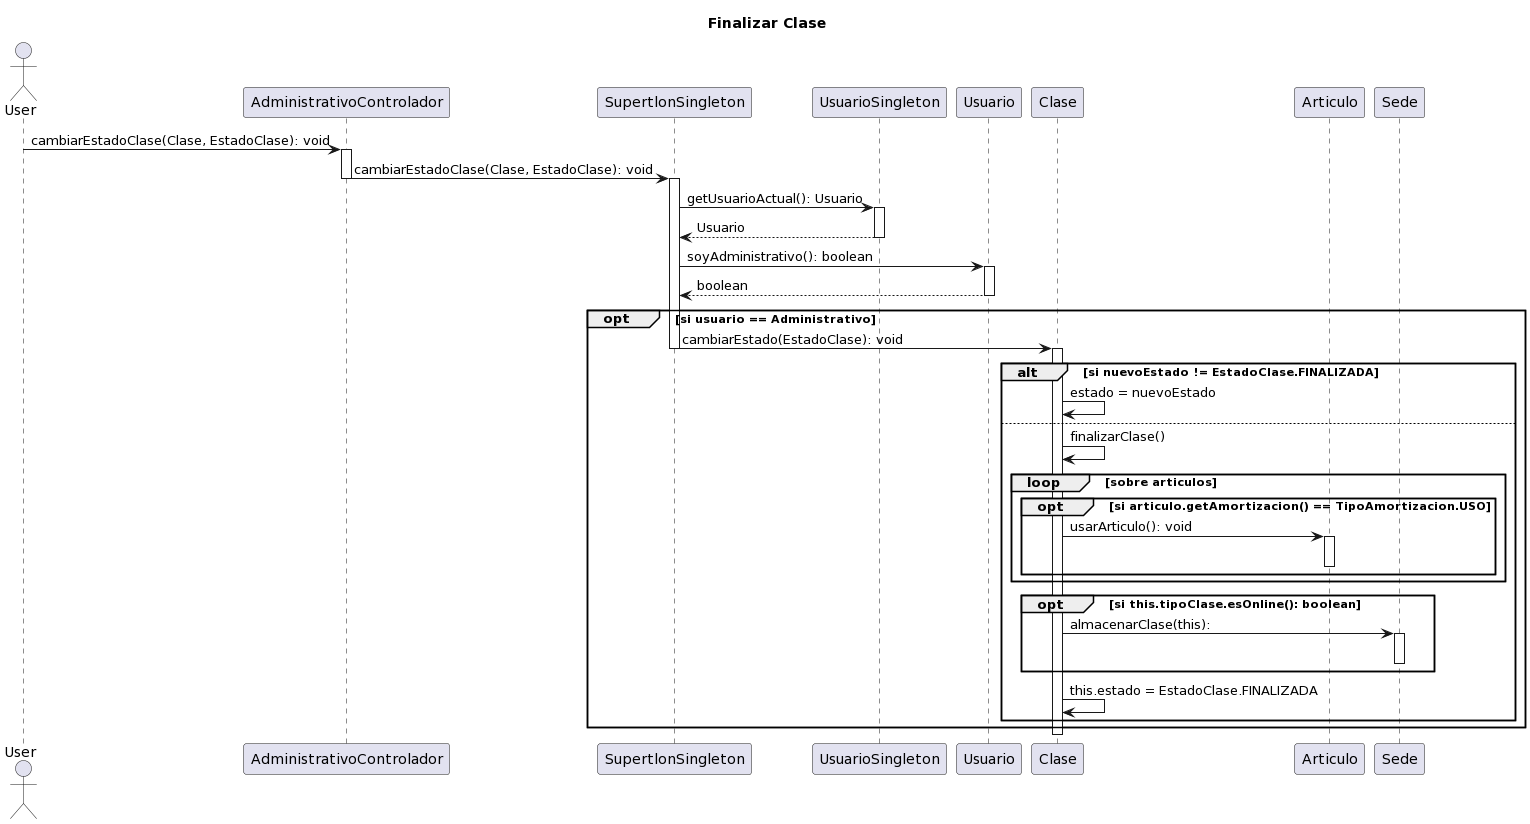 Finalizar Clase
User
AdministrativoControlador
SupertlonSingleton
UsuarioSingleton
Usuario
Clase
Articulo
Sede
cambiarEstadoClase(Clase, EstadoClase): void
cambiarEstadoClase(Clase, EstadoClase): void
getUsuarioActual(): Usuario
Usuario
soyAdministrativo(): boolean
boolean
opt [si usuario == Administrativo]
cambiarEstado(EstadoClase): void
alt [si nuevoEstado != EstadoClase.FINALIZADA]
estado = nuevoEstado
finalizarClase()
loop [sobre articulos]
opt [si articulo.getAmortizacion() == TipoAmortizacion.USO]
usarArticulo(): void
opt [si this.tipoClase.esOnline(): boolean]
almacenarClase(this):
this.estado = EstadoClase.FINALIZADA
User
AdministrativoControlador
SupertlonSingleton
UsuarioSingleton
Usuario
Clase
Articulo
Sede